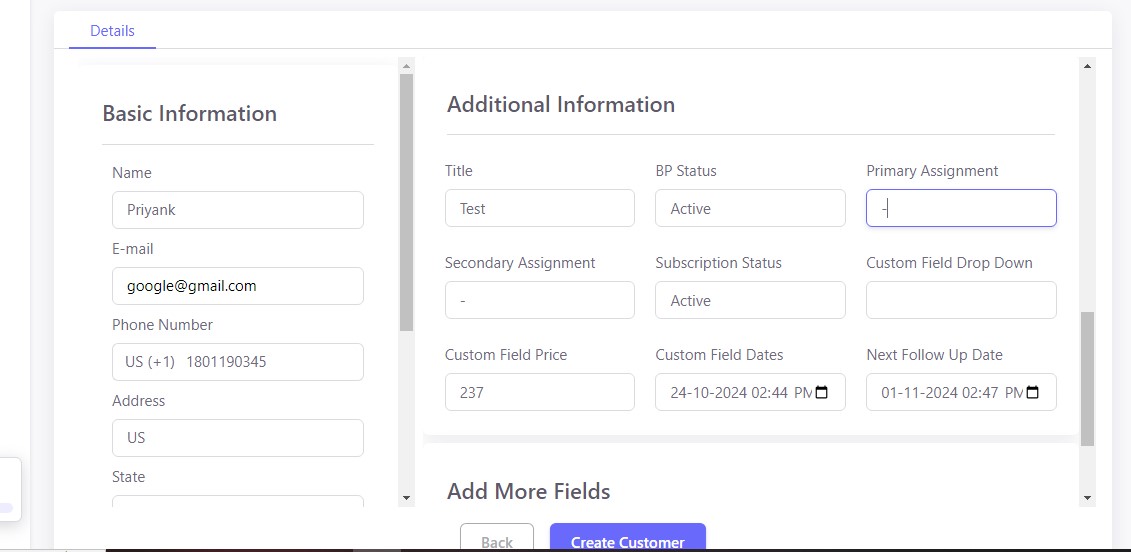 Details
Basic Information
Name
Priyank
E-mail
google@gmail.com
Phone Number
US (+1) 1801190345
Address
US
State
Additional Information
Title
BP Status
Primary Assignment
Test
Active
-
Secondary Assignment
Subscription Status
Custom Field Drop Down
-
Active
Custom Field Price
Custom Field Dates
Next Follow Up Date
237
24-10-2024 02:44 PM
01-11-2024 02:47 PM
Add More Fields
Back
Create Customer